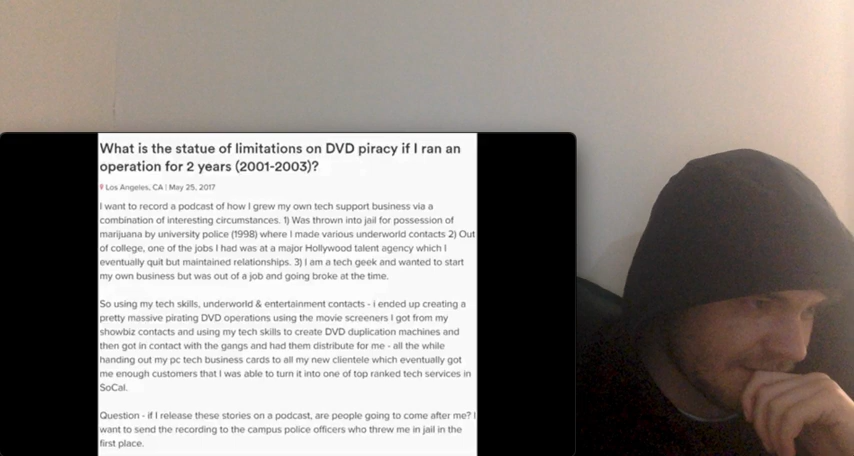 What is the statue of limitations on DVD piracy if I ran an
operation for 2 years (2001-2003)?
Los Angeles, CA | May 25, 2017
I want to record a podcast of how I grew my own tech support business via a
combination of interesting circumstances. 1) Was thrown into jail for possession of
marijuana by university police (1998) where I made various underworld contacts 2) Out
of college, one of the jobs I had was at a major Hollywood talent agency which I
eventually quit but maintained relationships. 3) I am a tech geek and wanted to start
my own business but was out of a job and going broke at the time.
So using my tech skills, underworld & entertainment contacts - i ended up creating a
pretty massive pirating DVD operations using the movie screeners I got from my
showbiz contacts and using my tech skills to create DVD duplication machines and
then got in contact with the gangs and had them distribute for me - all the while
handing out my pc tech business cards to all my new clientele which eventually got
me enough customers that I was able to turn it into one of top ranked tech services in
SoCal.
Question - if I release these stories on a podcast, are people going to come after me? I
want to send the recording to the campus police officers who threw me in jail in the
first place.